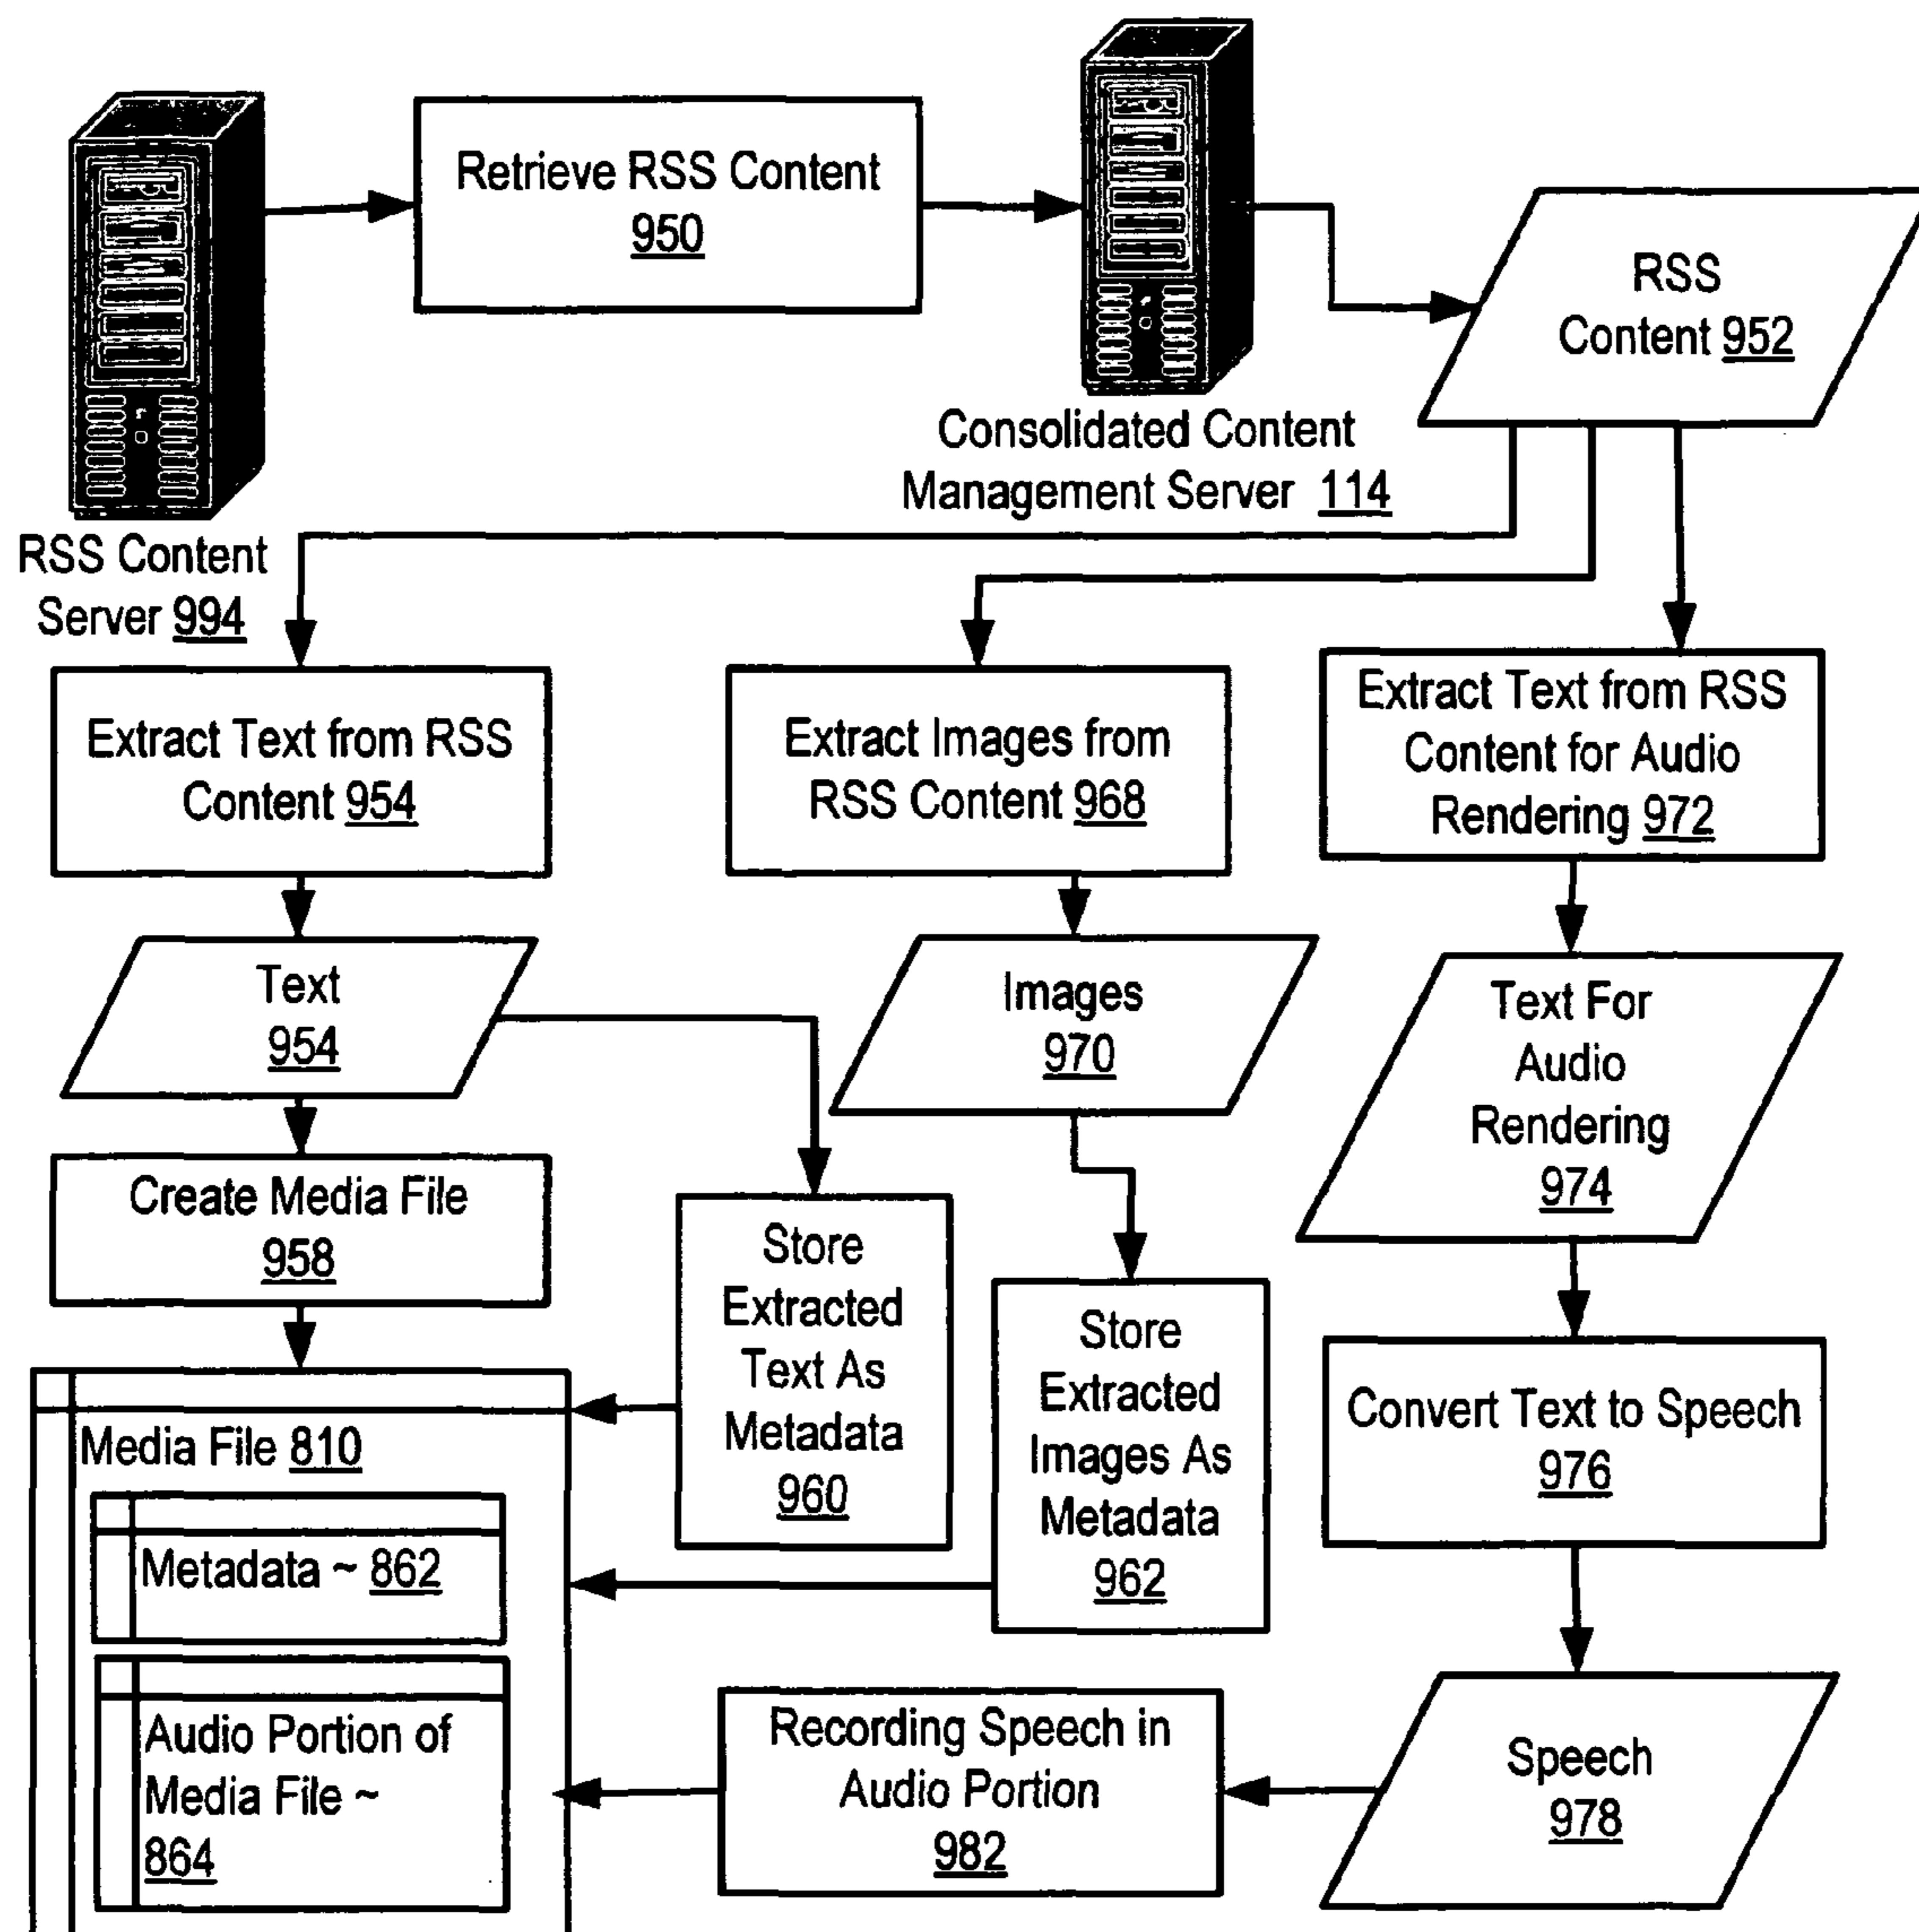 Retrieve RSS Content
950
RSS
Content 952
Consolidated Content
Management Server 114
RSS Content
Server 994
Extract Text from RSS
Content 954
Extract Images from
RSS Content 968
Extract Text from RSS
Content for Audio
Rendering 972
Text
954
Images
970
Text For
Audio
Rendering
974
Create Media File
958
Store
Extracted
Text As
Metadata
960
Store
Extracted
Images As
Metadata
962
Convert Text to Speech
976
Media File 810
Metadata ~ 862
Audio Portion of
Media File ~
864
Recording Speech in
Audio Portion
982
Speech
978